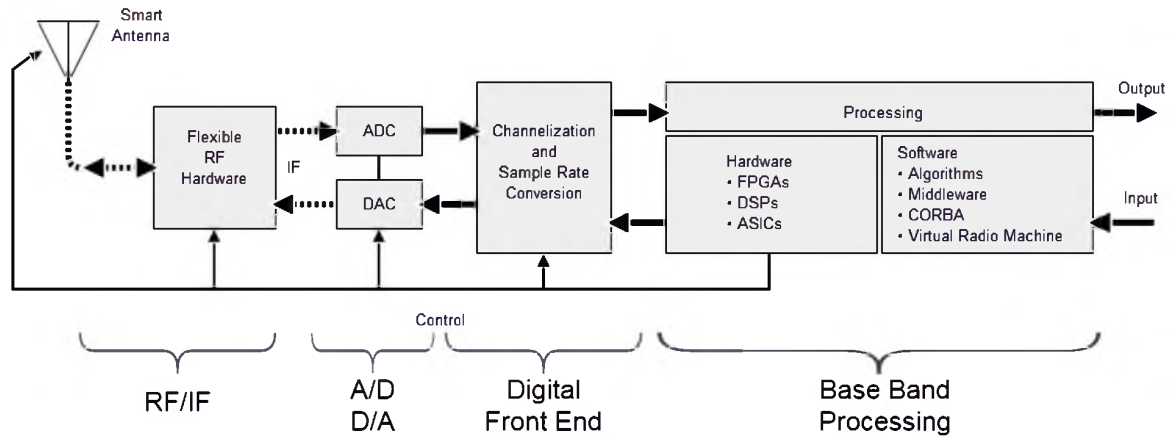 Smart
Antenna
Flexible
RF
Hardware
IF
ADC
DAC
Channelization
and
Sample Rate
Conversion
Processing
Hardware
• FPGAs
• DSPs
• ASICs
Software
• Algorithms
• Middleware
• CORBA
• Virtual Radio Machine
Output
Input
Control
RF/IF
A/D
D/A
Digital
Front End
Base Band
Processing